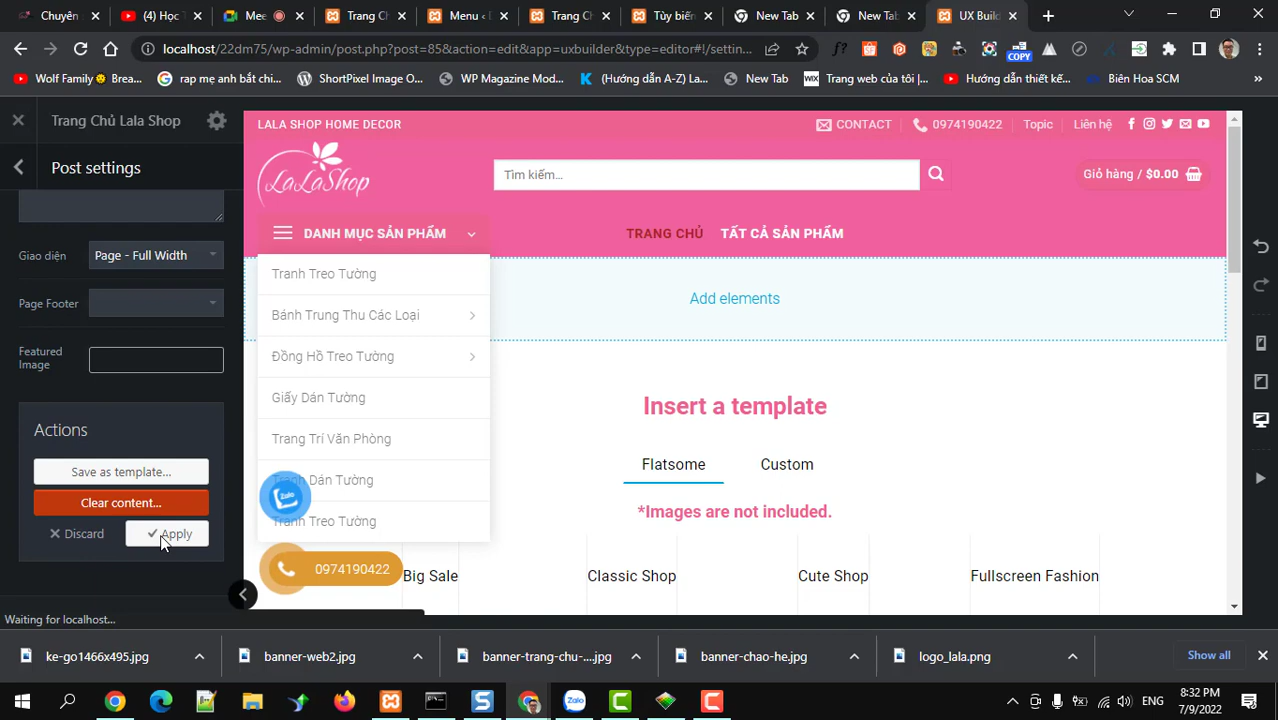 Chuyên
(4) Học T
Mee
Trang Ch
Menu ‹
Trang C
Tùy biến
New Tab
New Tab
UX Buil
localhost/22dm75/wp-admin/post.php?post=85&action=edit&app=uxbuilder&type=editor#!/settin...
COPY
Wolf Family Brea...
rap mẹ anh bắt chi...
ShortPixel Image O...
WP Magazine Mod...
(Hướng dẫn A-Z) La...
New Tab
Trang web của tôi |...
Hướng dẫn thiết kế...
Biên Hoa SCM
»
Trang Chủ Lala Shop
Post settings
Giao diện
Page - Full Width
Page Footer
Featured
Image
Actions
Save as template...
Clear content...
Discard
Apply
Waiting for localhost...
LALA SHOP HOME DECOR
CONTACT
0974190422
Topic
Liên hệ
LaLaShop
Tìm kiếm...
Giỏ hàng / $0.00
DANH MỤC SẢN PHẨM
TRANG CHỦ
TẤT CẢ SẢN PHẨM
Tranh Treo Tường
Bánh Trung Thu Các Loại
Đồng Hồ Treo Tường
Giấy Dán Tường
Trang Trí Văn Phòng
Tranh Dán Tường
Tranh Treo Tường
Zalo
0974190422
Add elements
Insert a template
Flatsome
Custom
*Images are not included.
Big Sale
Classic Shop
Cute Shop
Fullscreen Fashion
ke-go1466x495.jpg
banner-web2.jpg
banner-trang-chu-....jpg
banner-chao-he.jpg
logo_lala.png
Show all
ENG
8:32 PM
7/9/2022